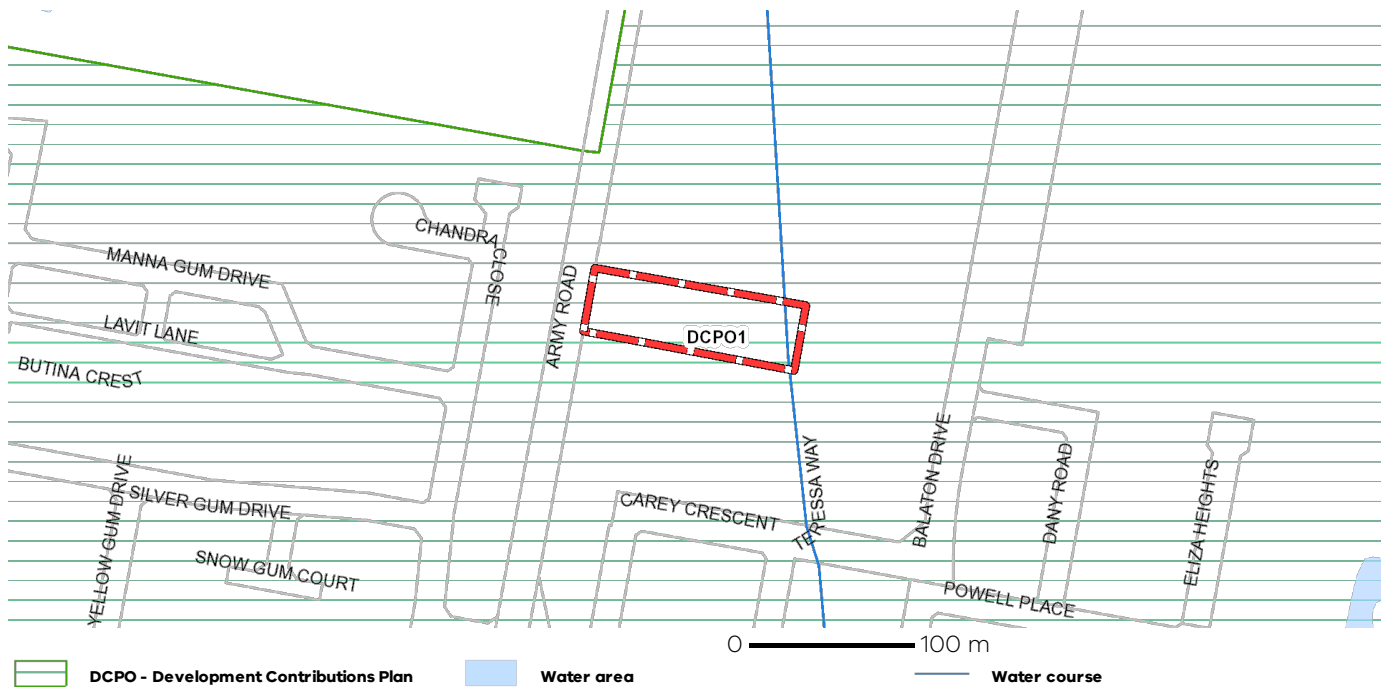 CHANDRA
CLOSE
MANNA GUM DRIVE
ARMY ROAD
LAVIT LANE
DCPO1
BUTINA CREST
TERESSA WAY
BALATON DRIVE
DANY ROAD
ELIZA HEIGHTS
YELLOW GUM DRIVE
SILVER GUM DRIVE
CAREY CRESCENT
SNOW GUM COURT
POWELL PLACE
0 100 m
DCPO - Development Contributions Plan Water area Water course